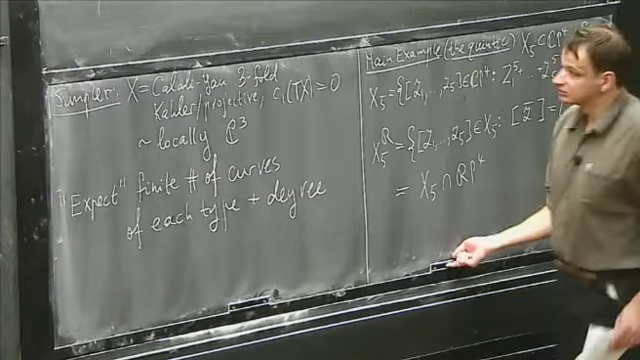 Simpler: X = Calabi-Yau 3-fold
Kahler/projective, c₁(TX) = 0
~ locally ℂ³
"Expect" finite # of curves
of each type + degree
Main Example (the quintic) X₅ ⊂ ℂP⁴
X₅ = {[Z₁,...,Z₅] ∈ ℂP⁴: Z₁⁵+...+Z₅⁵
X₅^ℝ = {[Z₁,...,Z₅] ∈ X₅: [Z̄] =
= X₅ ∩ ℝP⁴